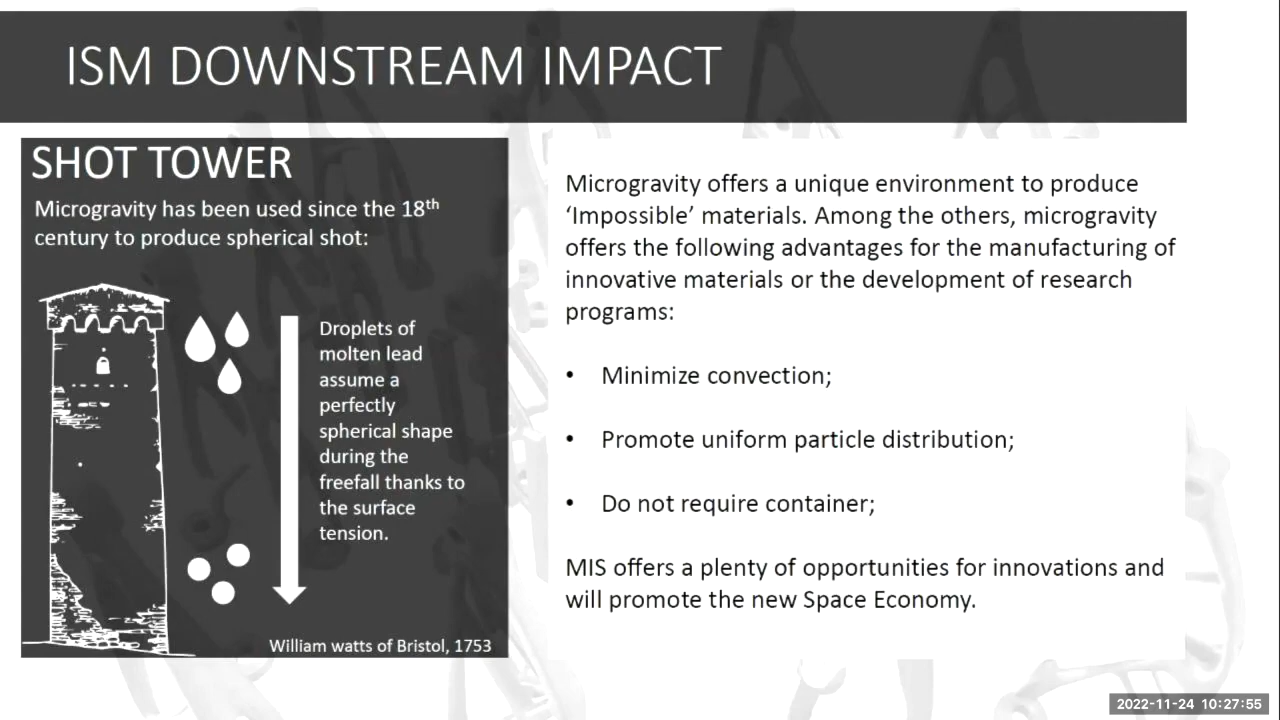 ISM DOWNSTREAM IMPACT
SHOT TOWER
Microgravity has been used since the 18th
century to produce spherical shot:
Droplets of
molten lead
assume a
perfectly
spherical shape
during the
freefall thanks to
the surface
tension.
William watts of Bristol, 1753
Microgravity offers a unique environment to produce
‘Impossible’ materials. Among the others, microgravity
offers the following advantages for the manufacturing of
innovative materials or the development of research
programs:
• Minimize convection;
• Promote uniform particle distribution;
• Do not require container;
MIS offers a plenty of opportunities for innovations and
will promote the new Space Economy.
2022-11-24 10:27:55